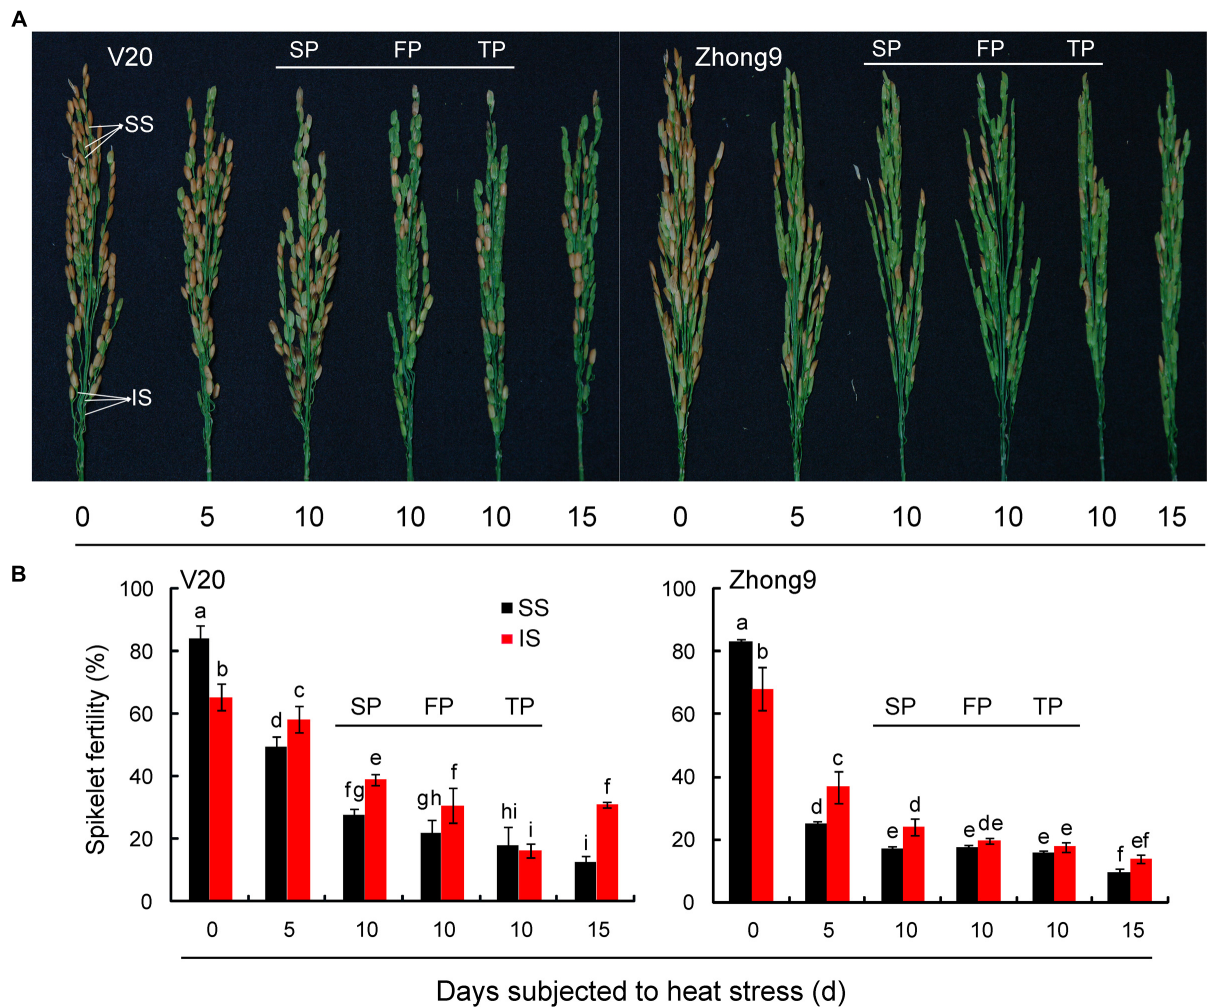 A
V20 SP FP TP Zhong9 SP FP TP
SS
IS
0 5 10 10 10 15 0 5 10 10 10 15
B
V20
Spikelet fertility (%)
100
80
60
40
20
0
SS
IS
SP FP TP
a b d c fg e gh f hi i i f
0 5 10 10 10 15
Zhong9
100
80
60
40
20
0
SP FP TP
a b d c e d e de e e f ef
0 5 10 10 10 15
Days subjected to heat stress (d)